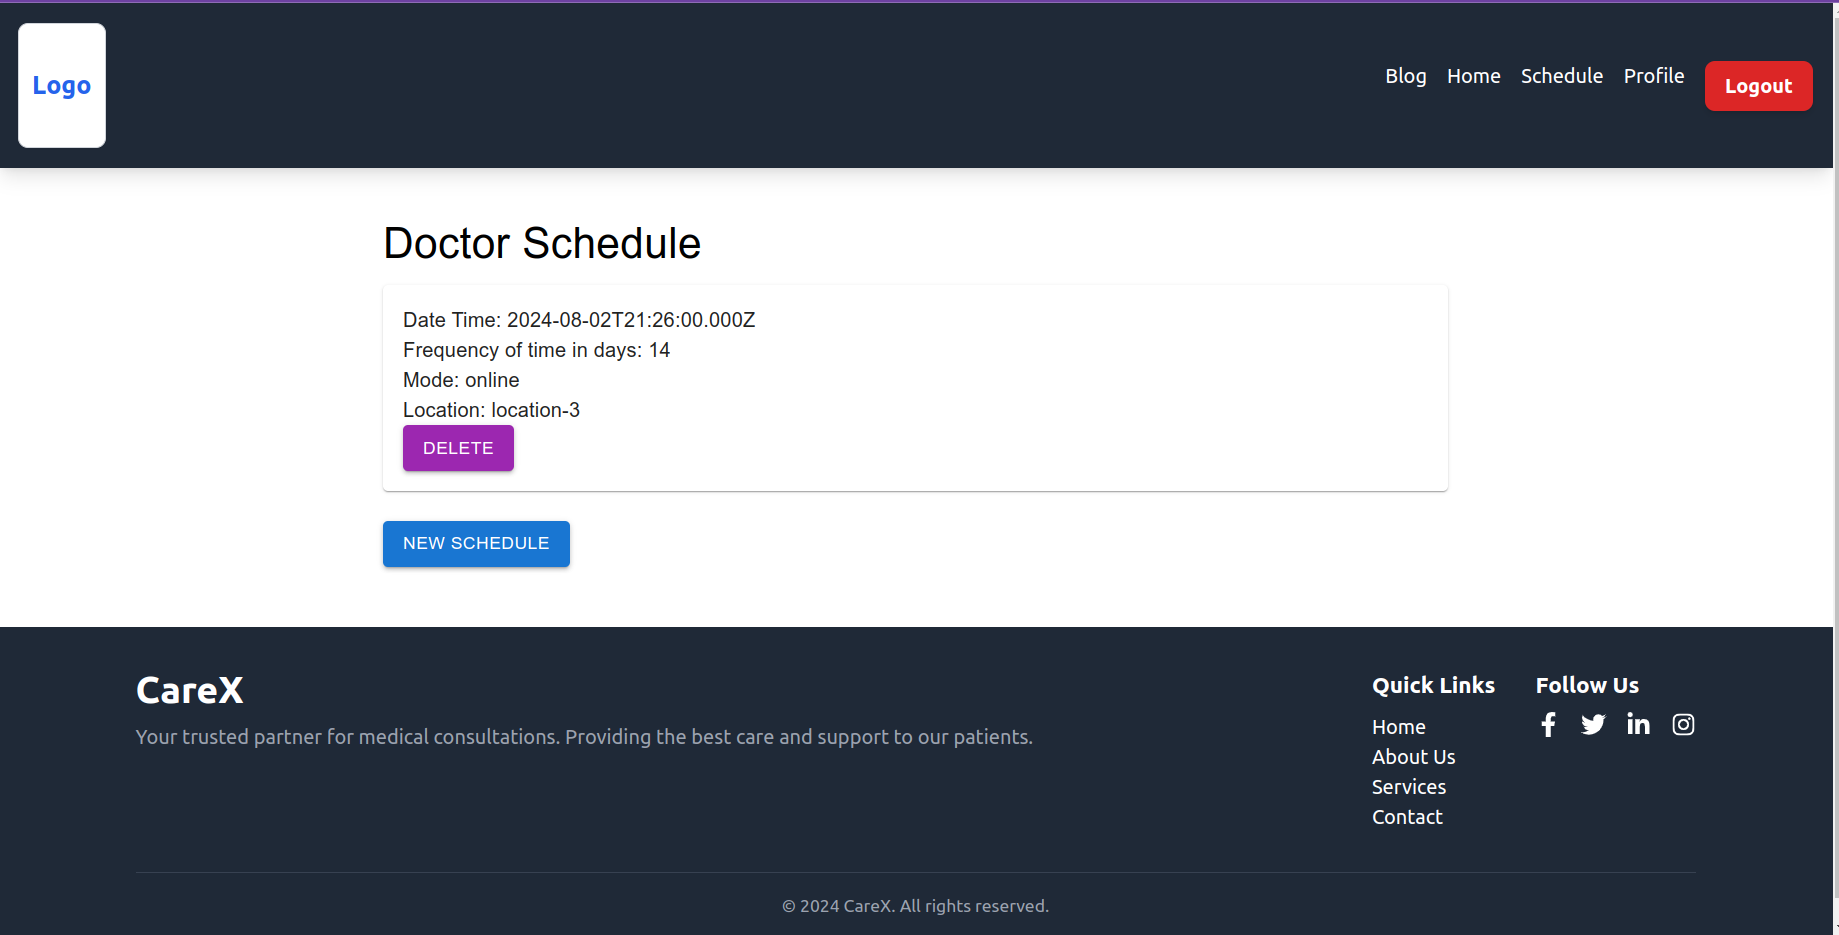 Logo
Blog Home Schedule Profile Logout
Doctor Schedule
Date Time: 2024-08-02T21:26:00.000Z
Frequency of time in days: 14
Mode: online
Location: location-3
DELETE
NEW SCHEDULE
CareX
Your trusted partner for medical consultations. Providing the best care and support to our patients.
Quick Links
Home
About Us
Services
Contact
Follow Us
© 2024 CareX. All rights reserved.